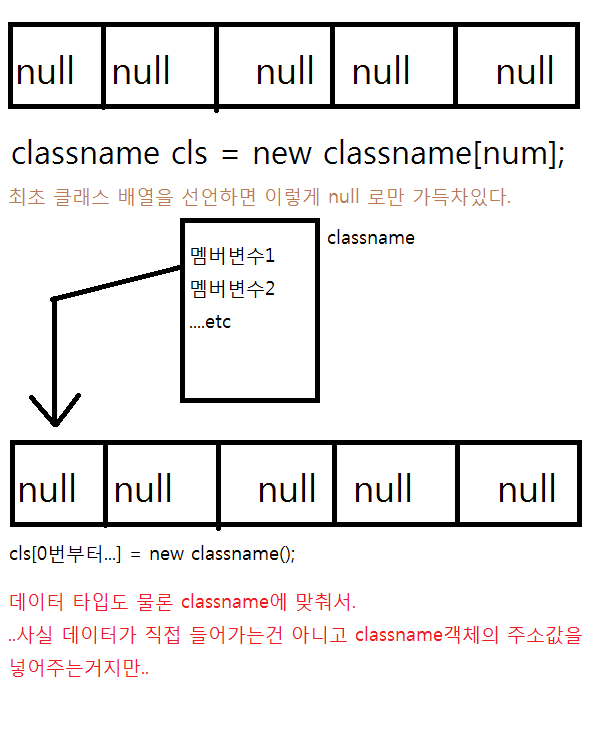 null null null null null
classname cls = new classname[num];
최초 클래스 배열을 선언하면 이렇게 null 로만 가득차있다.
classname
멤버변수1
멤버변수2
....etc
null null null null null
cls[0번부터...] = new classname();
데이터 타입도 물론 classname에 맞춰서.
..사실 데이터가 직접 들어가는건 아니고 classname객체의 주소값을
넣어주는거지만..